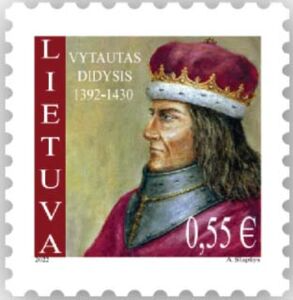 LIETUVA
VYTAUTAS
DIDYSIS
1392-1430
0,55 €
2022